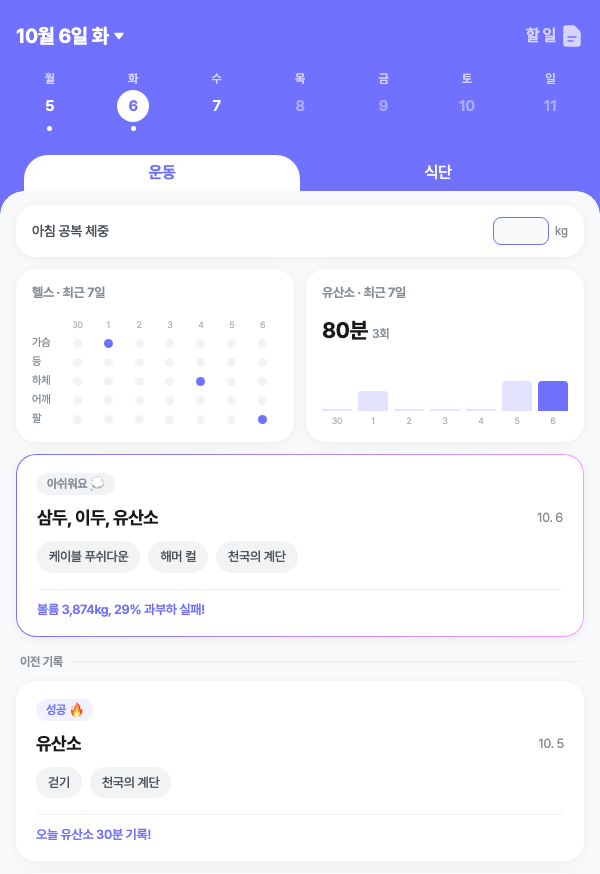 10월 6일 화
할 일
월 화 수 목 금 토 일
5 6 7 8 9 10 11
운동 식단
아침 공복 체중 kg
헬스 · 최근 7일
30 1 2 3 4 5 6
가슴
등
하체
어깨
팔
유산소 · 최근 7일
80분 3회
30 1 2 3 4 5 6
아쉬워요 💭
삼두, 이두, 유산소 10. 6
케이블 푸쉬다운 해머 컬 천국의 계단
볼륨 3,874kg, 29% 과부하 실패!
이전 기록
성공 🔥
유산소 10. 5
걷기 천국의 계단
오늘 유산소 30분 기록!